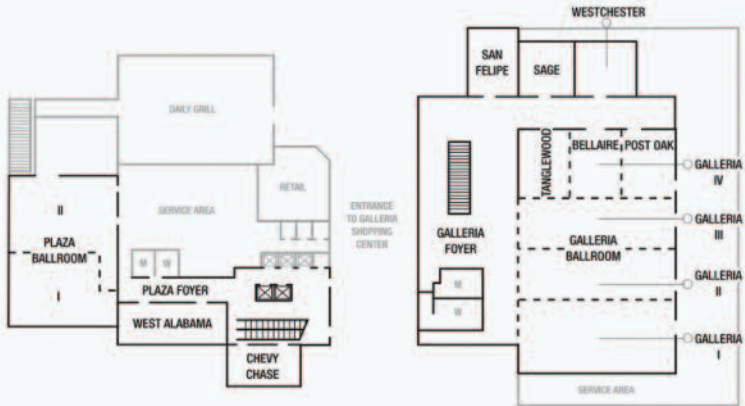 WESTCHESTER
SAN
FELIPE
SAGE
DAILY GRILL
TANGLEWOOD
BELLAIRE
POST OAK
GALLERIA
IV
RETAIL
II
SERVICE AREA
ENTRANCE
TO GALLERIA
SHOPPING
CENTER
GALLERIA
FOYER
GALLERIA
BALLROOM
GALLERIA
III
PLAZA
BALLROOM
M
W
I
PLAZA FOYER
M
W
GALLERIA
II
WEST ALABAMA
CHEVY
CHASE
GALLERIA
I
SERVICE AREA